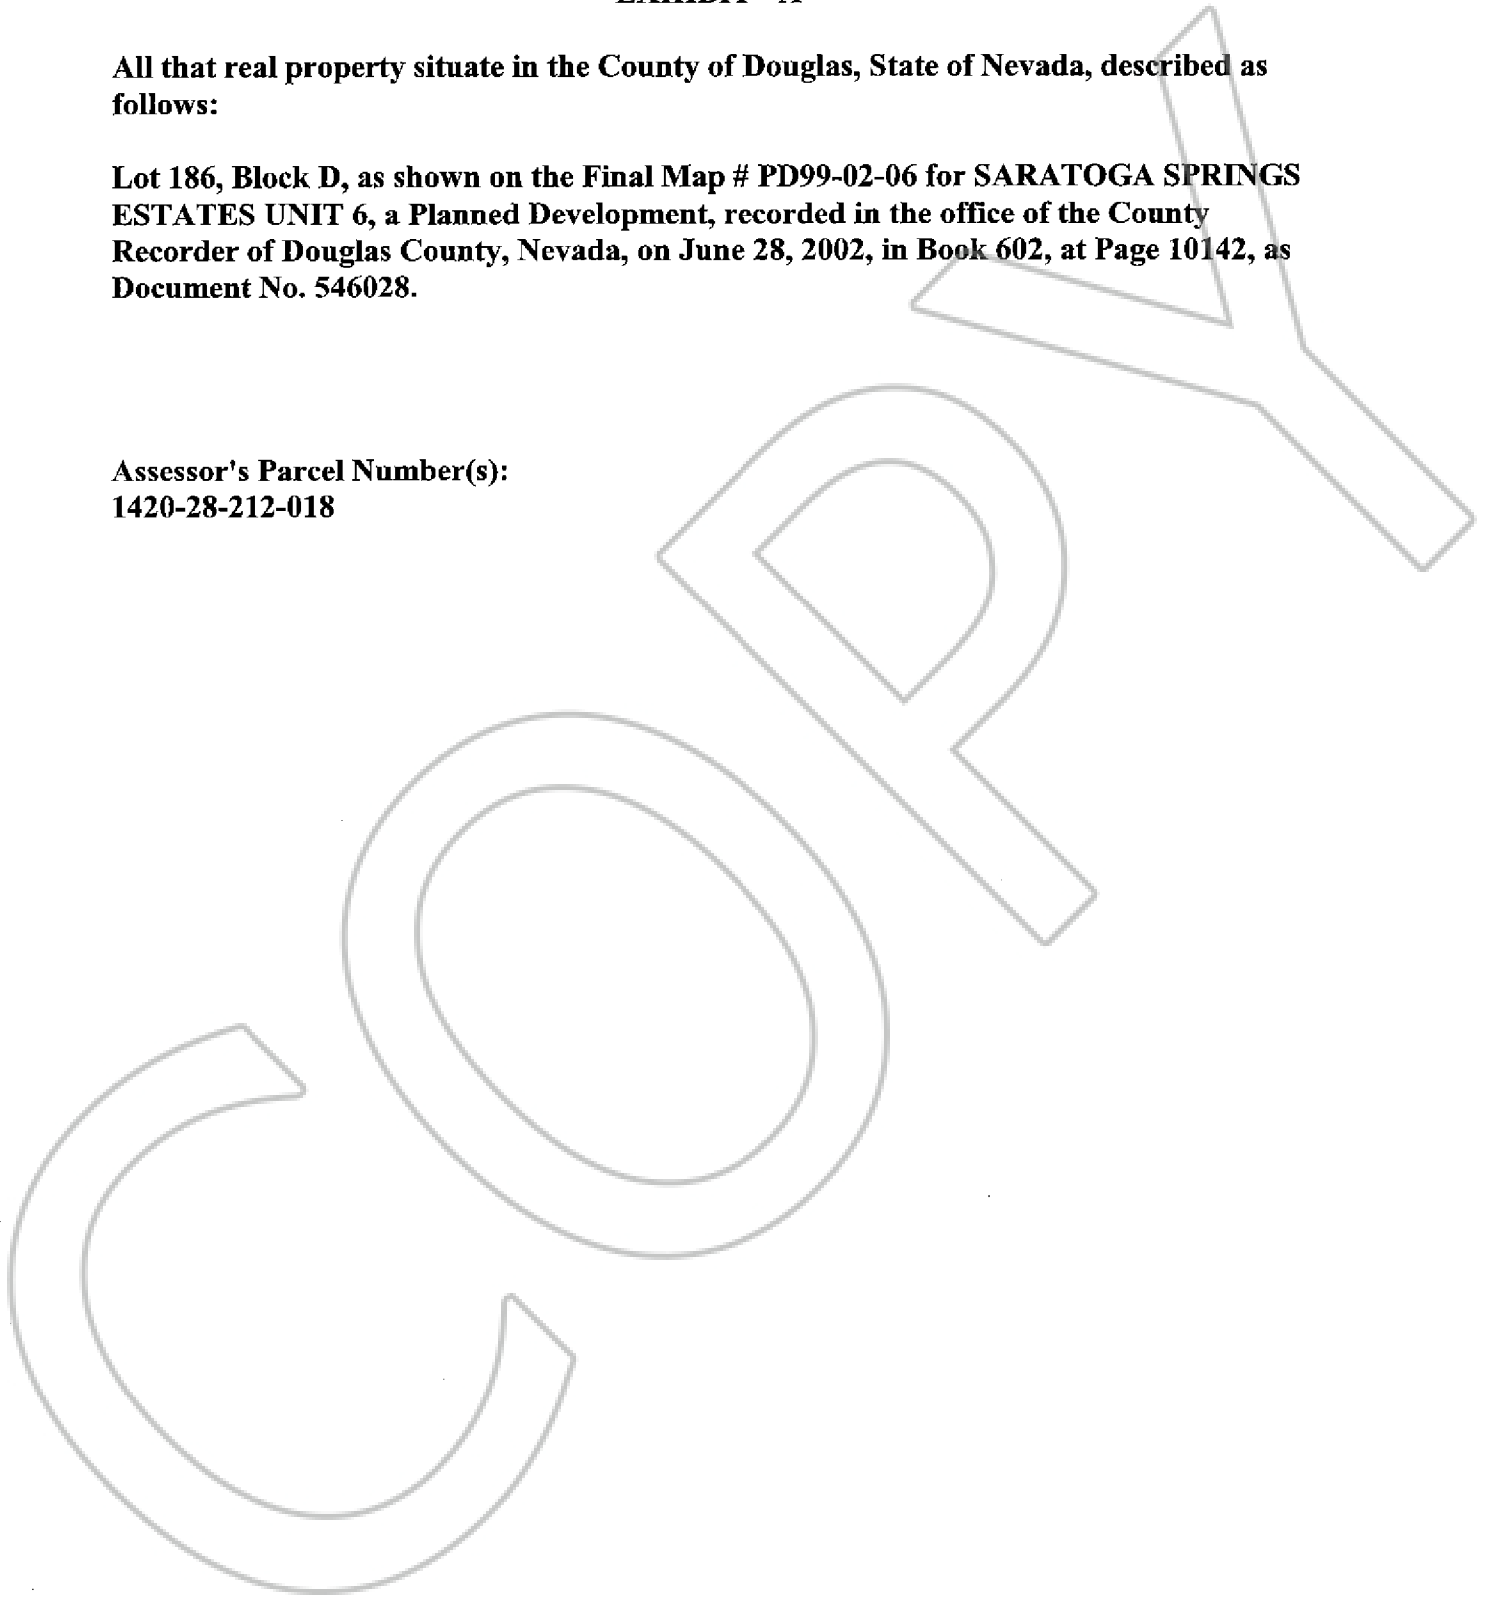 All that real property situate in the County of Douglas, State of Nevada, described as
follows:
Lot 186, Block D, as shown on the Final Map # PD99-02-06 for SARATOGA SPRINGS
ESTATES UNIT 6, a Planned Development, recorded in the office of the County
Recorder of Douglas County, Nevada, on June 28, 2002, in Book 602, at Page 10142, as
Document No. 546028.
Assessor's Parcel Number(s):
1420-28-212-018
COPY